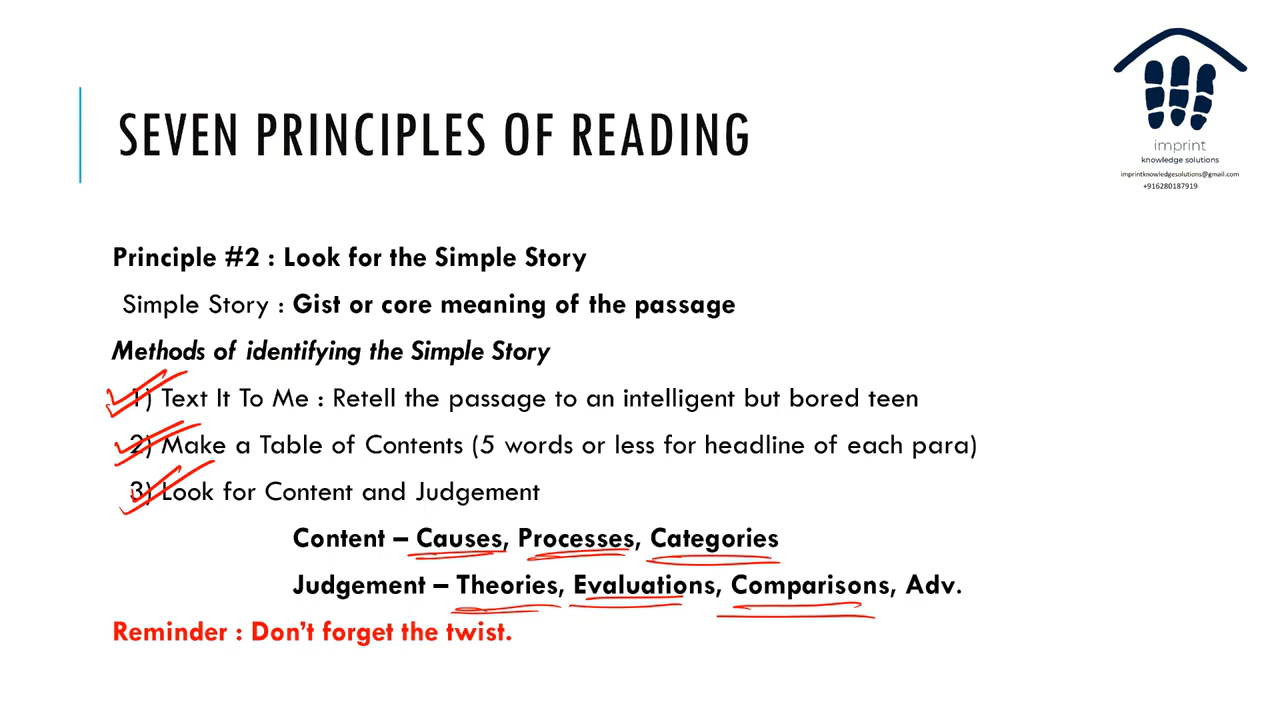 SEVEN PRINCIPLES OF READING
imprint
knowledge solutions
imprintknowledgesolutions@gmail.com
+916280187919
Principle #2 : Look for the Simple Story
Simple Story : Gist or core meaning of the passage
Methods of identifying the Simple Story
1) Text It To Me : Retell the passage to an intelligent but bored teen
2) Make a Table of Contents (5 words or less for headline of each para)
3) Look for Content and Judgement
Content – Causes, Processes, Categories
Judgement – Theories, Evaluations, Comparisons, Adv.
Reminder : Don't forget the twist.